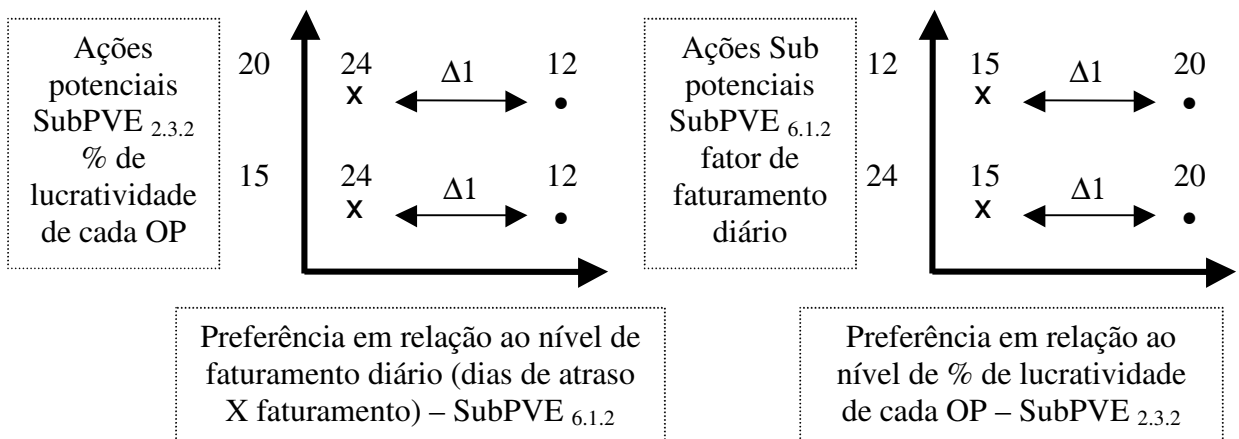 Ações
potenciais
SubPVE 2.3.2
% de
lucratividade
de cada OP
20 24 Δ1 12
x •
15 24 Δ1 12
x •
Preferência em relação ao nível de
faturamento diário (dias de atraso
X faturamento) – SubPVE 6.1.2
Ações Sub
potenciais
SubPVE 6.1.2
fator de
faturamento
diário
12 15 Δ1 20
x •
24 15 Δ1 20
x •
Preferência em relação ao
nível de % de lucratividade
de cada OP – SubPVE 2.3.2